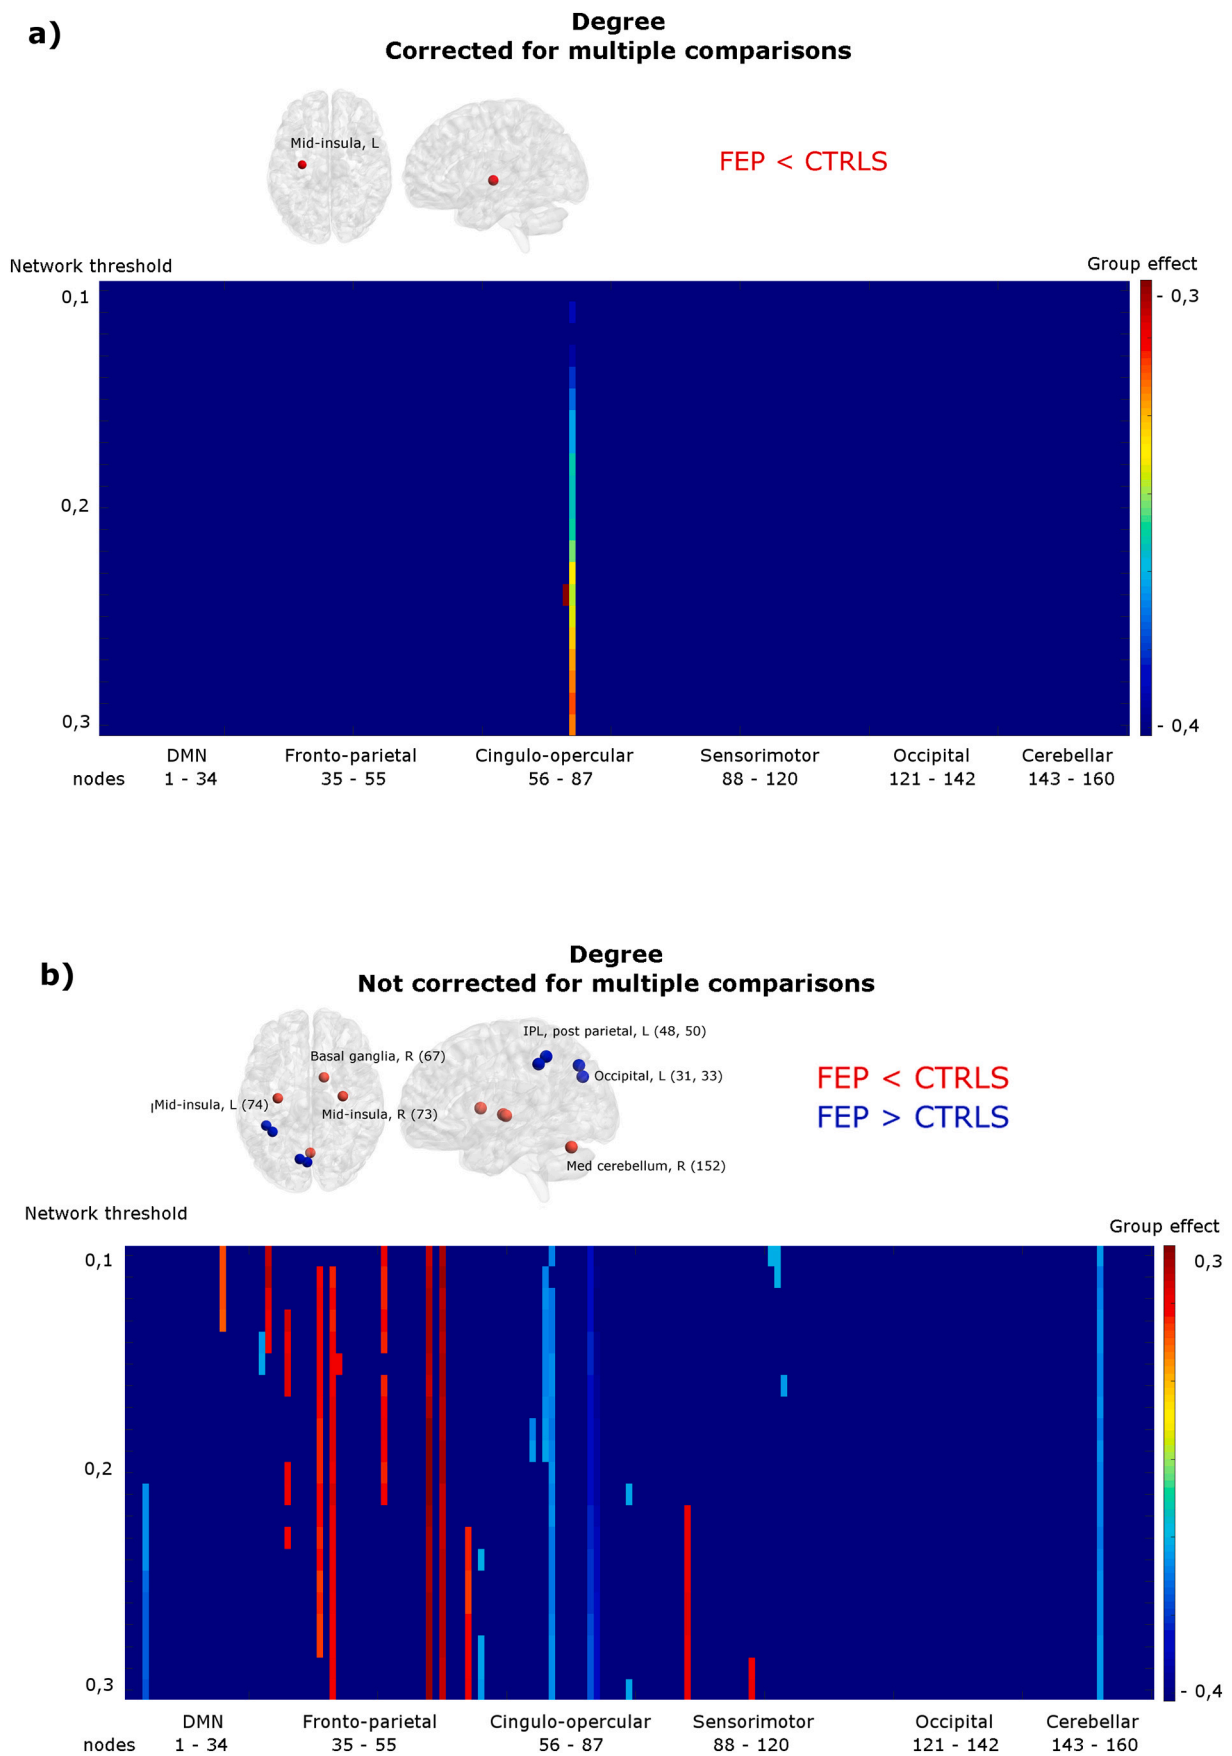 a)
Degree
Corrected for multiple comparisons
Mid-insula, L
FEP < CTRLS
Network threshold
Group effect
0,1
- 0,3
0,2
0,3
- 0,4
DMN Fronto-parietal Cingulo-opercular Sensorimotor Occipital Cerebellar
nodes 1 - 34 35 - 55 56 - 87 88 - 120 121 - 142 143 - 160
b)
Degree
Not corrected for multiple comparisons
IPL, post parietal, L (48, 50)
Basal ganglia, R (67)
Occipital, L (31, 33)
FEP < CTRLS
Mid-insula, L (74)
Mid-insula, R (73)
FEP > CTRLS
Med cerebellum, R (152)
Network threshold
Group effect
0,1
0,3
0,2
0,3
- 0,4
DMN Fronto-parietal Cingulo-opercular Sensorimotor Occipital Cerebellar
nodes 1 - 34 35 - 55 56 - 87 88 - 120 121 - 142 143 - 160